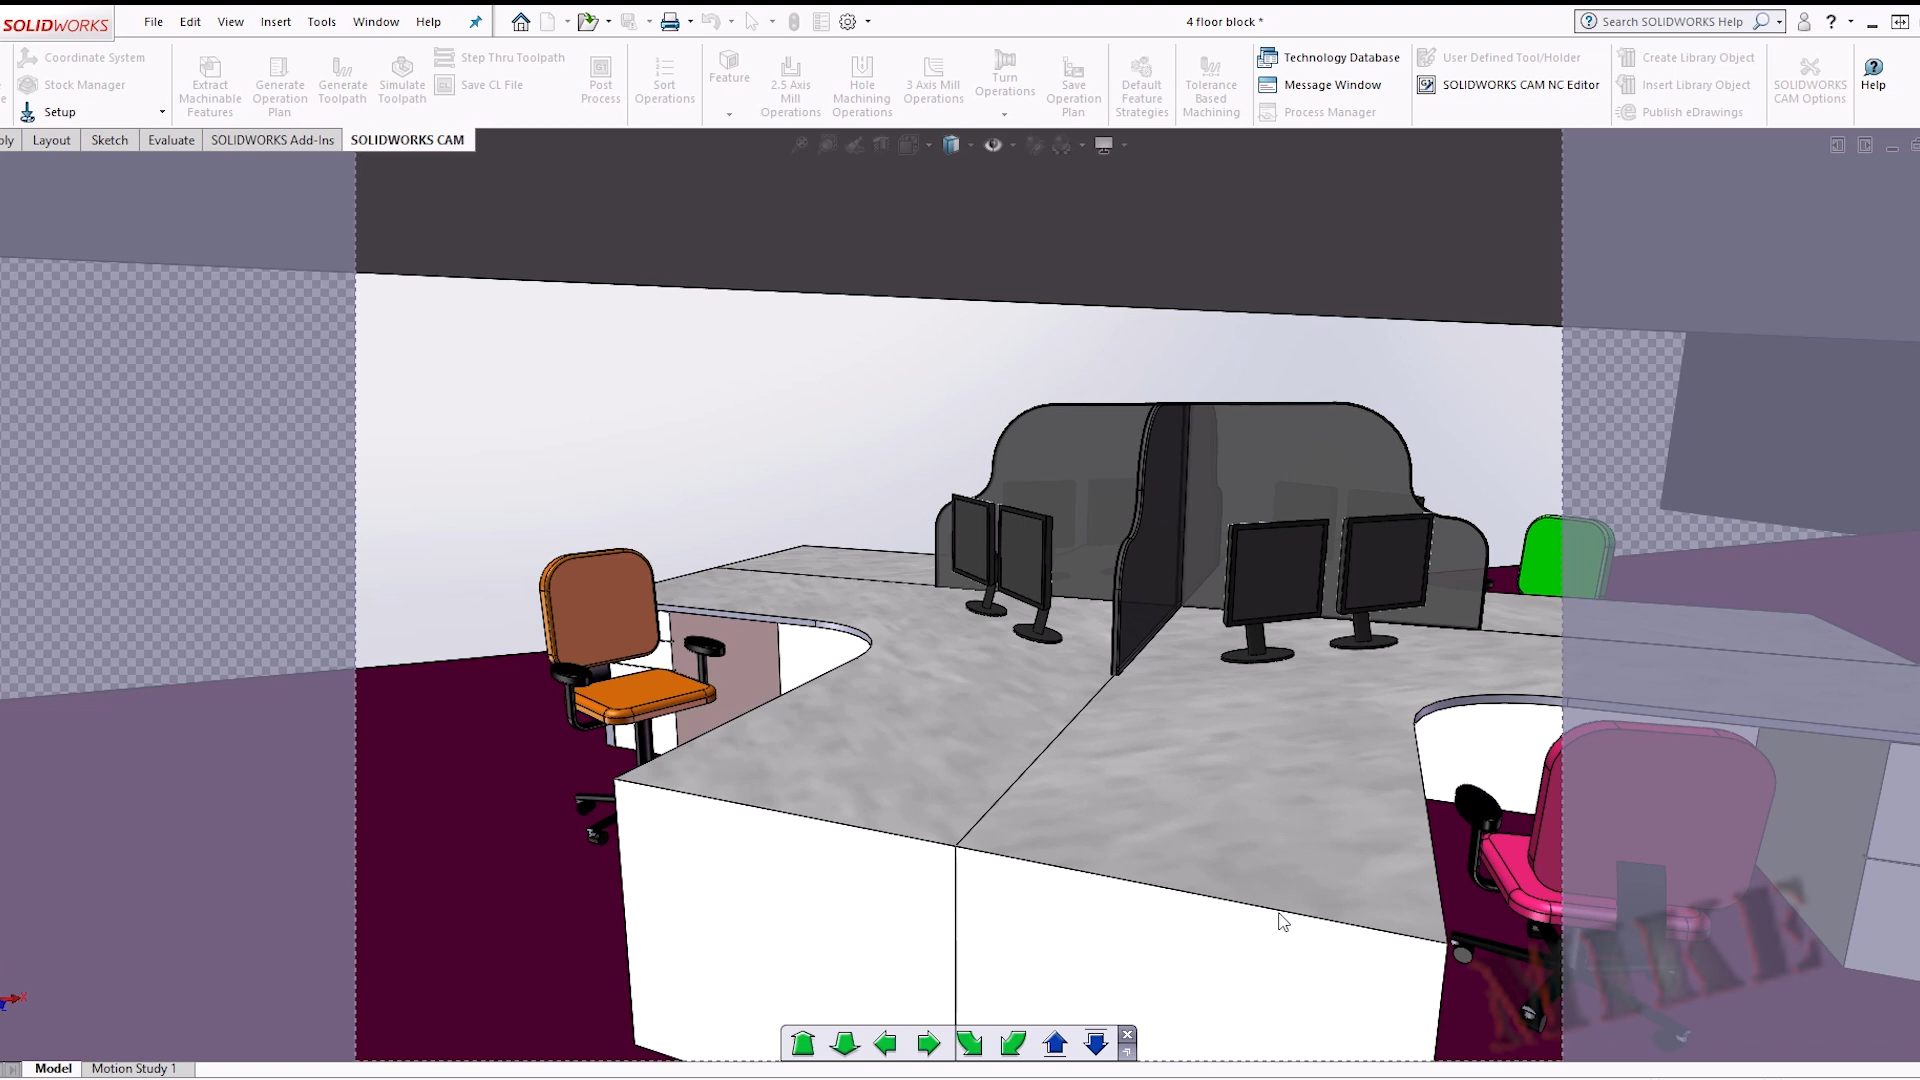 SOLIDWORKS
File Edit View Insert Tools Window Help
4 floor block *
Search SOLIDWORKS Help
Coordinate System
Stock Manager
Setup
Extract Machinable Features
Generate Operation Plan
Generate Toolpath
Simulate Toolpath
Step Thru Toolpath
Save CL File
Post Process
Sort Operations
Feature
2.5 Axis Mill Operations
Hole Machining Operations
3 Axis Mill Operations
Turn Operations
Save Operation Plan
Default Feature Strategies
Tolerance Based Machining
Technology Database
Message Window
Process Manager
User Defined Tool/Holder
SOLIDWORKS CAM NC Editor
Create Library Object
Insert Library Object
Publish eDrawings
SOLIDWORKS CAM Options
Help
bly Layout Sketch Evaluate SOLIDWORKS Add-Ins SOLIDWORKS CAM
MIKE
X
Model Motion Study 1